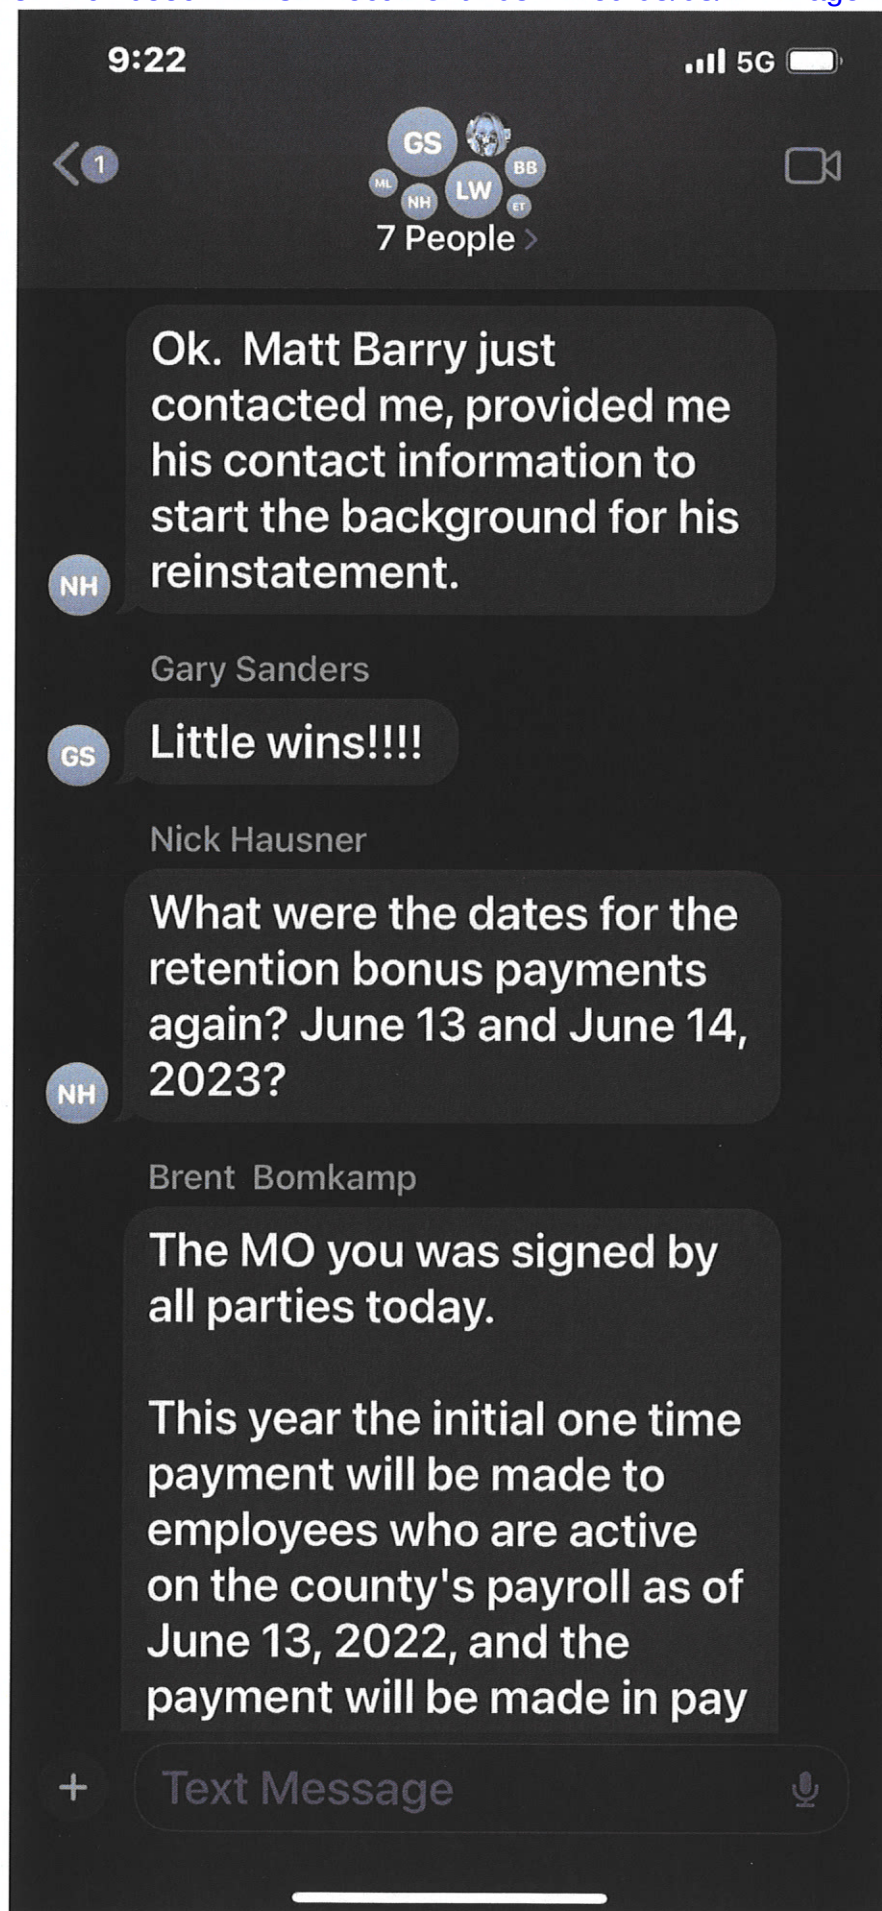 9:22
5G
1
GS
BB
ML
NH
LW
ET
7 People >
Ok.  Matt Barry just
contacted me, provided me
his contact information to
start the background for his
reinstatement.
NH
Gary Sanders
GS
Little wins!!!!
Nick Hausner
What were the dates for the
retention bonus payments
again? June 13 and June 14,
2023?
NH
Brent  Bomkamp
The MO you was signed by
all parties today.
This year the initial one time
payment will be made to
employees who are active
on the county's payroll as of
June 13, 2022, and the
payment will be made in pay
+
Text Message